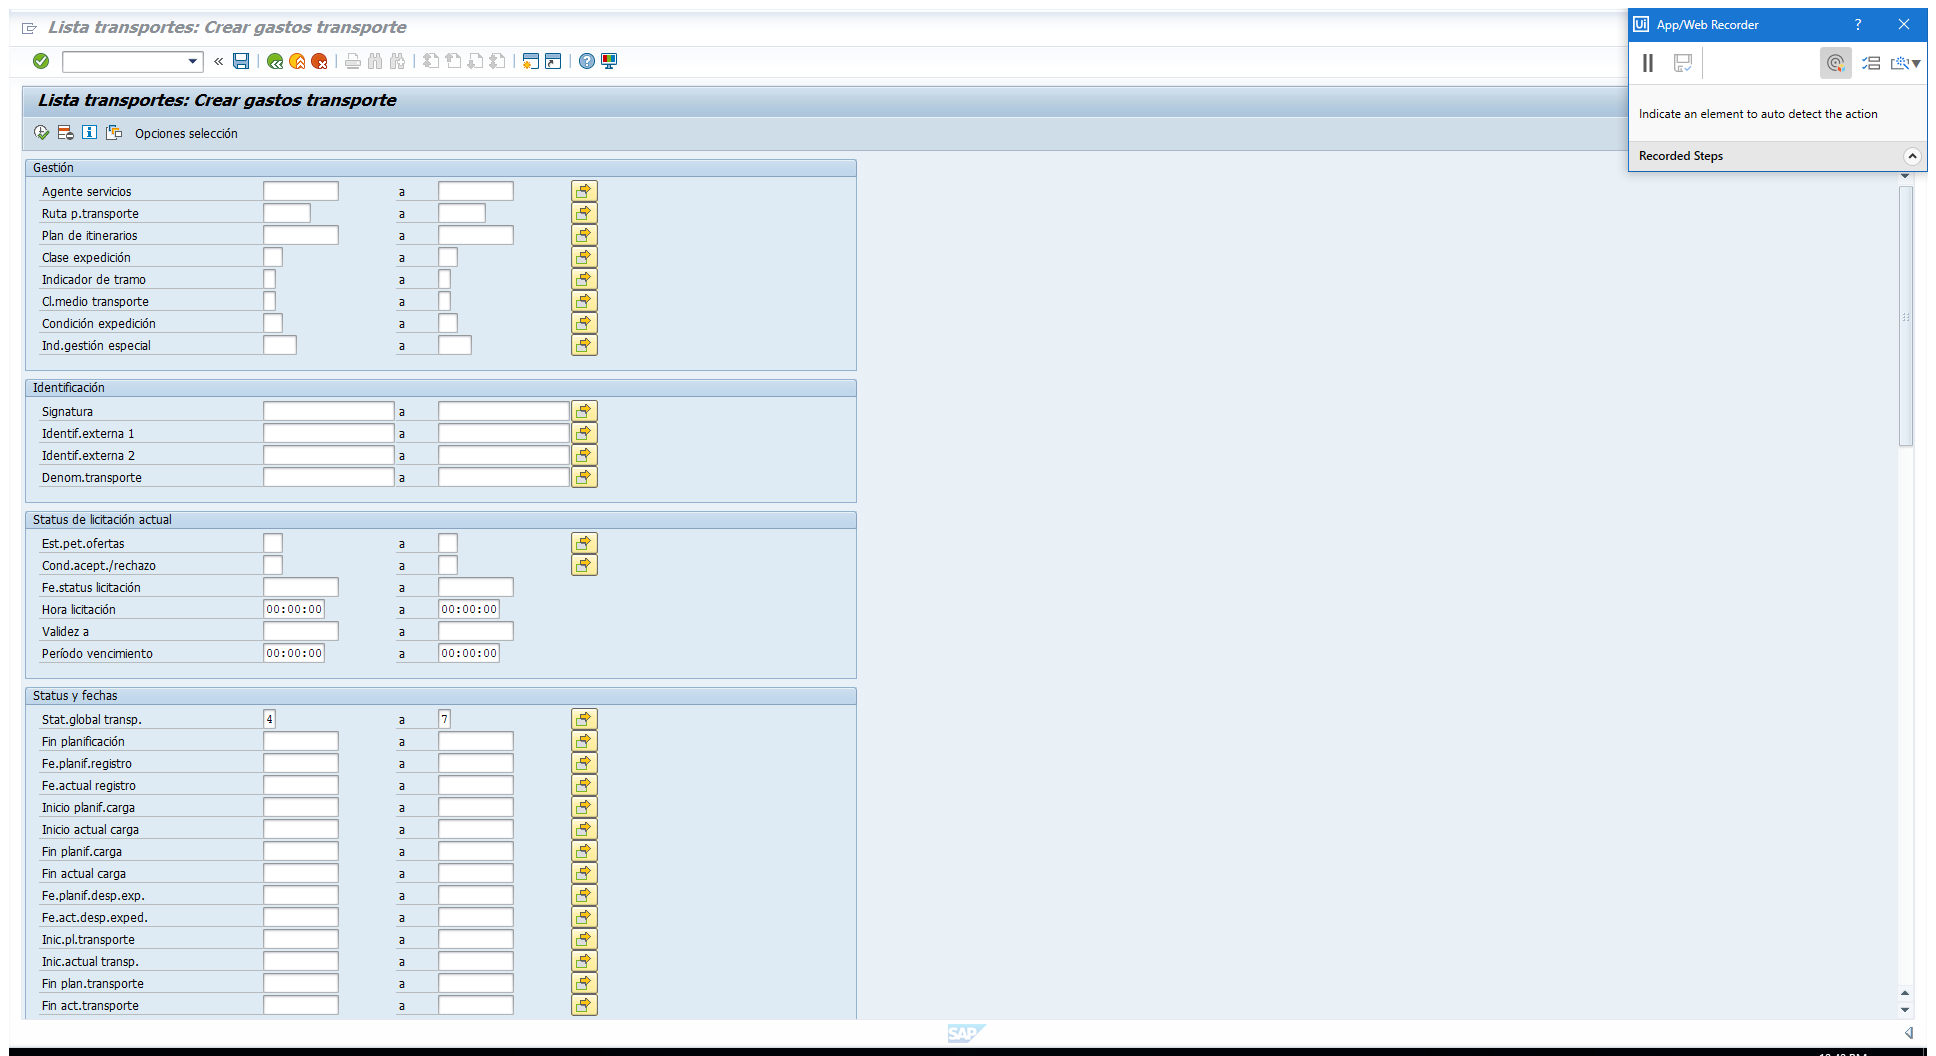 Lista transportes: Crear gastos transporte
Ui App/Web Recorder ?
Lista transportes: Crear gastos transporte
Opciones selección
Indicate an element to auto detect the action
Recorded Steps
Gestión
Agente servicios a
Ruta p.transporte a
Plan de itinerarios a
Clase expedición a
Indicador de tramo a
Cl.medio transporte a
Condición expedición a
Ind.gestión especial a
Identificación
Signatura a
Identif.externa 1 a
Identif.externa 2 a
Denom.transporte a
Status de licitación actual
Est.pet.ofertas a
Cond.acept./rechazo a
Fe.status licitación a
Hora licitación 00:00:00 a 00:00:00
Validez a a
Período vencimiento 00:00:00 a 00:00:00
Status y fechas
Stat.global transp. 4 a 7
Fin planificación a
Fe.planif.registro a
Fe.actual registro a
Inicio planif.carga a
Inicio actual carga a
Fin planif.carga a
Fin actual carga a
Fe.planif.desp.exp. a
Fe.act.desp.exped. a
Inic.pl.transporte a
Inic.actual transp. a
Fin plan.transporte a
Fin act.transporte a
SAP